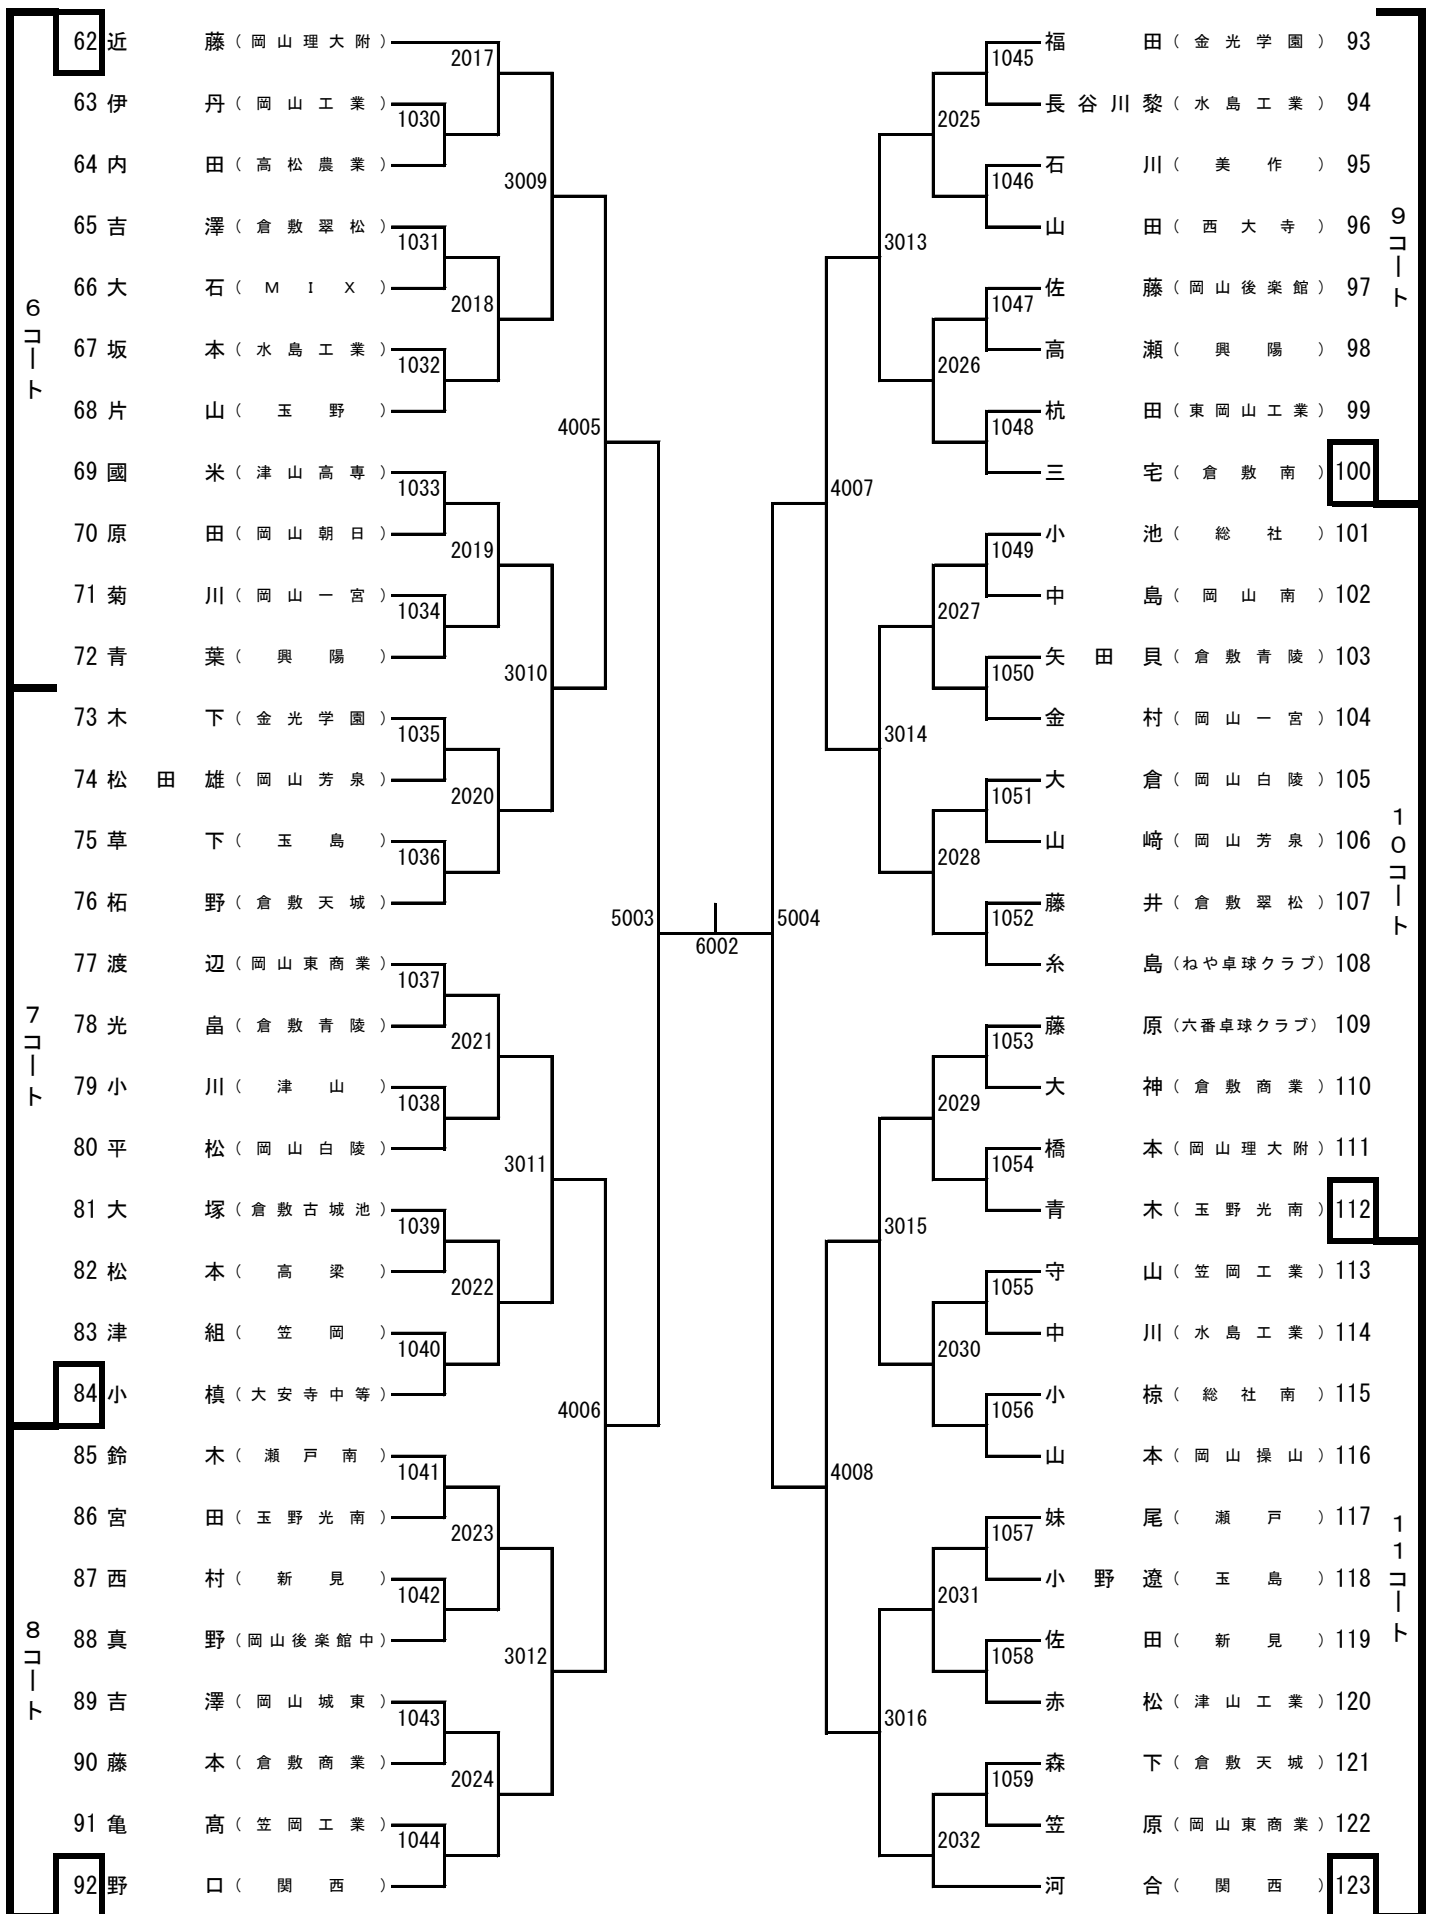 6コート
7コート
8コート
62 近藤（岡山理大附）
63 伊丹（岡山工業）
64 内田（高松農業）
65 吉澤（倉敷翠松）
66 大石（MIX）
67 坂本（水島工業）
68 片山（玉野）
69 國米（津山高専）
70 原田（岡山朝日）
71 菊川（岡山一宮）
72 青葉（興陽）
73 木下（金光学園）
74 松田雄（岡山芳泉）
75 草下（玉島）
76 柘野（倉敷天城）
77 渡辺（岡山東商業）
78 光畠（倉敷青陵）
79 小川（津山）
80 平松（岡山白陵）
81 大塚（倉敷古城池）
82 松本（高梁）
83 津組（笠岡）
84 小槙（大安寺中等）
85 鈴木（瀬戸南）
86 宮田（玉野光南）
87 西村（新見）
88 真野（岡山後楽館中）
89 吉澤（岡山城東）
90 藤本（倉敷商業）
91 亀髙（笠岡工業）
92 野口（関西）
1030
1031
1032
1033
1034
1035
1036
1037
1038
1039
1040
1041
1042
1043
1044
2017
2018
2019
2020
2021
2022
2023
2024
3009
3010
3011
3012
4005
4006
5003
6002
5004
4007
4008
3013
3014
3015
3016
2025
2026
2027
2028
2029
2030
2031
2032
1045
1046
1047
1048
1049
1050
1051
1052
1053
1054
1055
1056
1057
1058
1059
福田（金光学園） 93
長谷川黎（水島工業） 94
石川（美作） 95
山田（西大寺） 96
佐藤（岡山後楽館） 97
高瀬（興陽） 98
杭田（東岡山工業） 99
三宅（倉敷南） 100
小池（総社） 101
中島（岡山南） 102
矢田貝（倉敷青陵） 103
金村（岡山一宮） 104
大倉（岡山白陵） 105
山﨑（岡山芳泉） 106
藤井（倉敷翠松） 107
糸島（ねや卓球クラブ） 108
藤原（六番卓球クラブ） 109
大神（倉敷商業） 110
橋本（岡山理大附） 111
青木（玉野光南） 112
守山（笠岡工業） 113
中川（水島工業） 114
小椋（総社南） 115
山本（岡山操山） 116
妹尾（瀬戸） 117
小野遼（玉島） 118
佐田（新見） 119
赤松（津山工業） 120
森下（倉敷天城） 121
笠原（岡山東商業） 122
河合（関西） 123
9コート
10コート
11コート